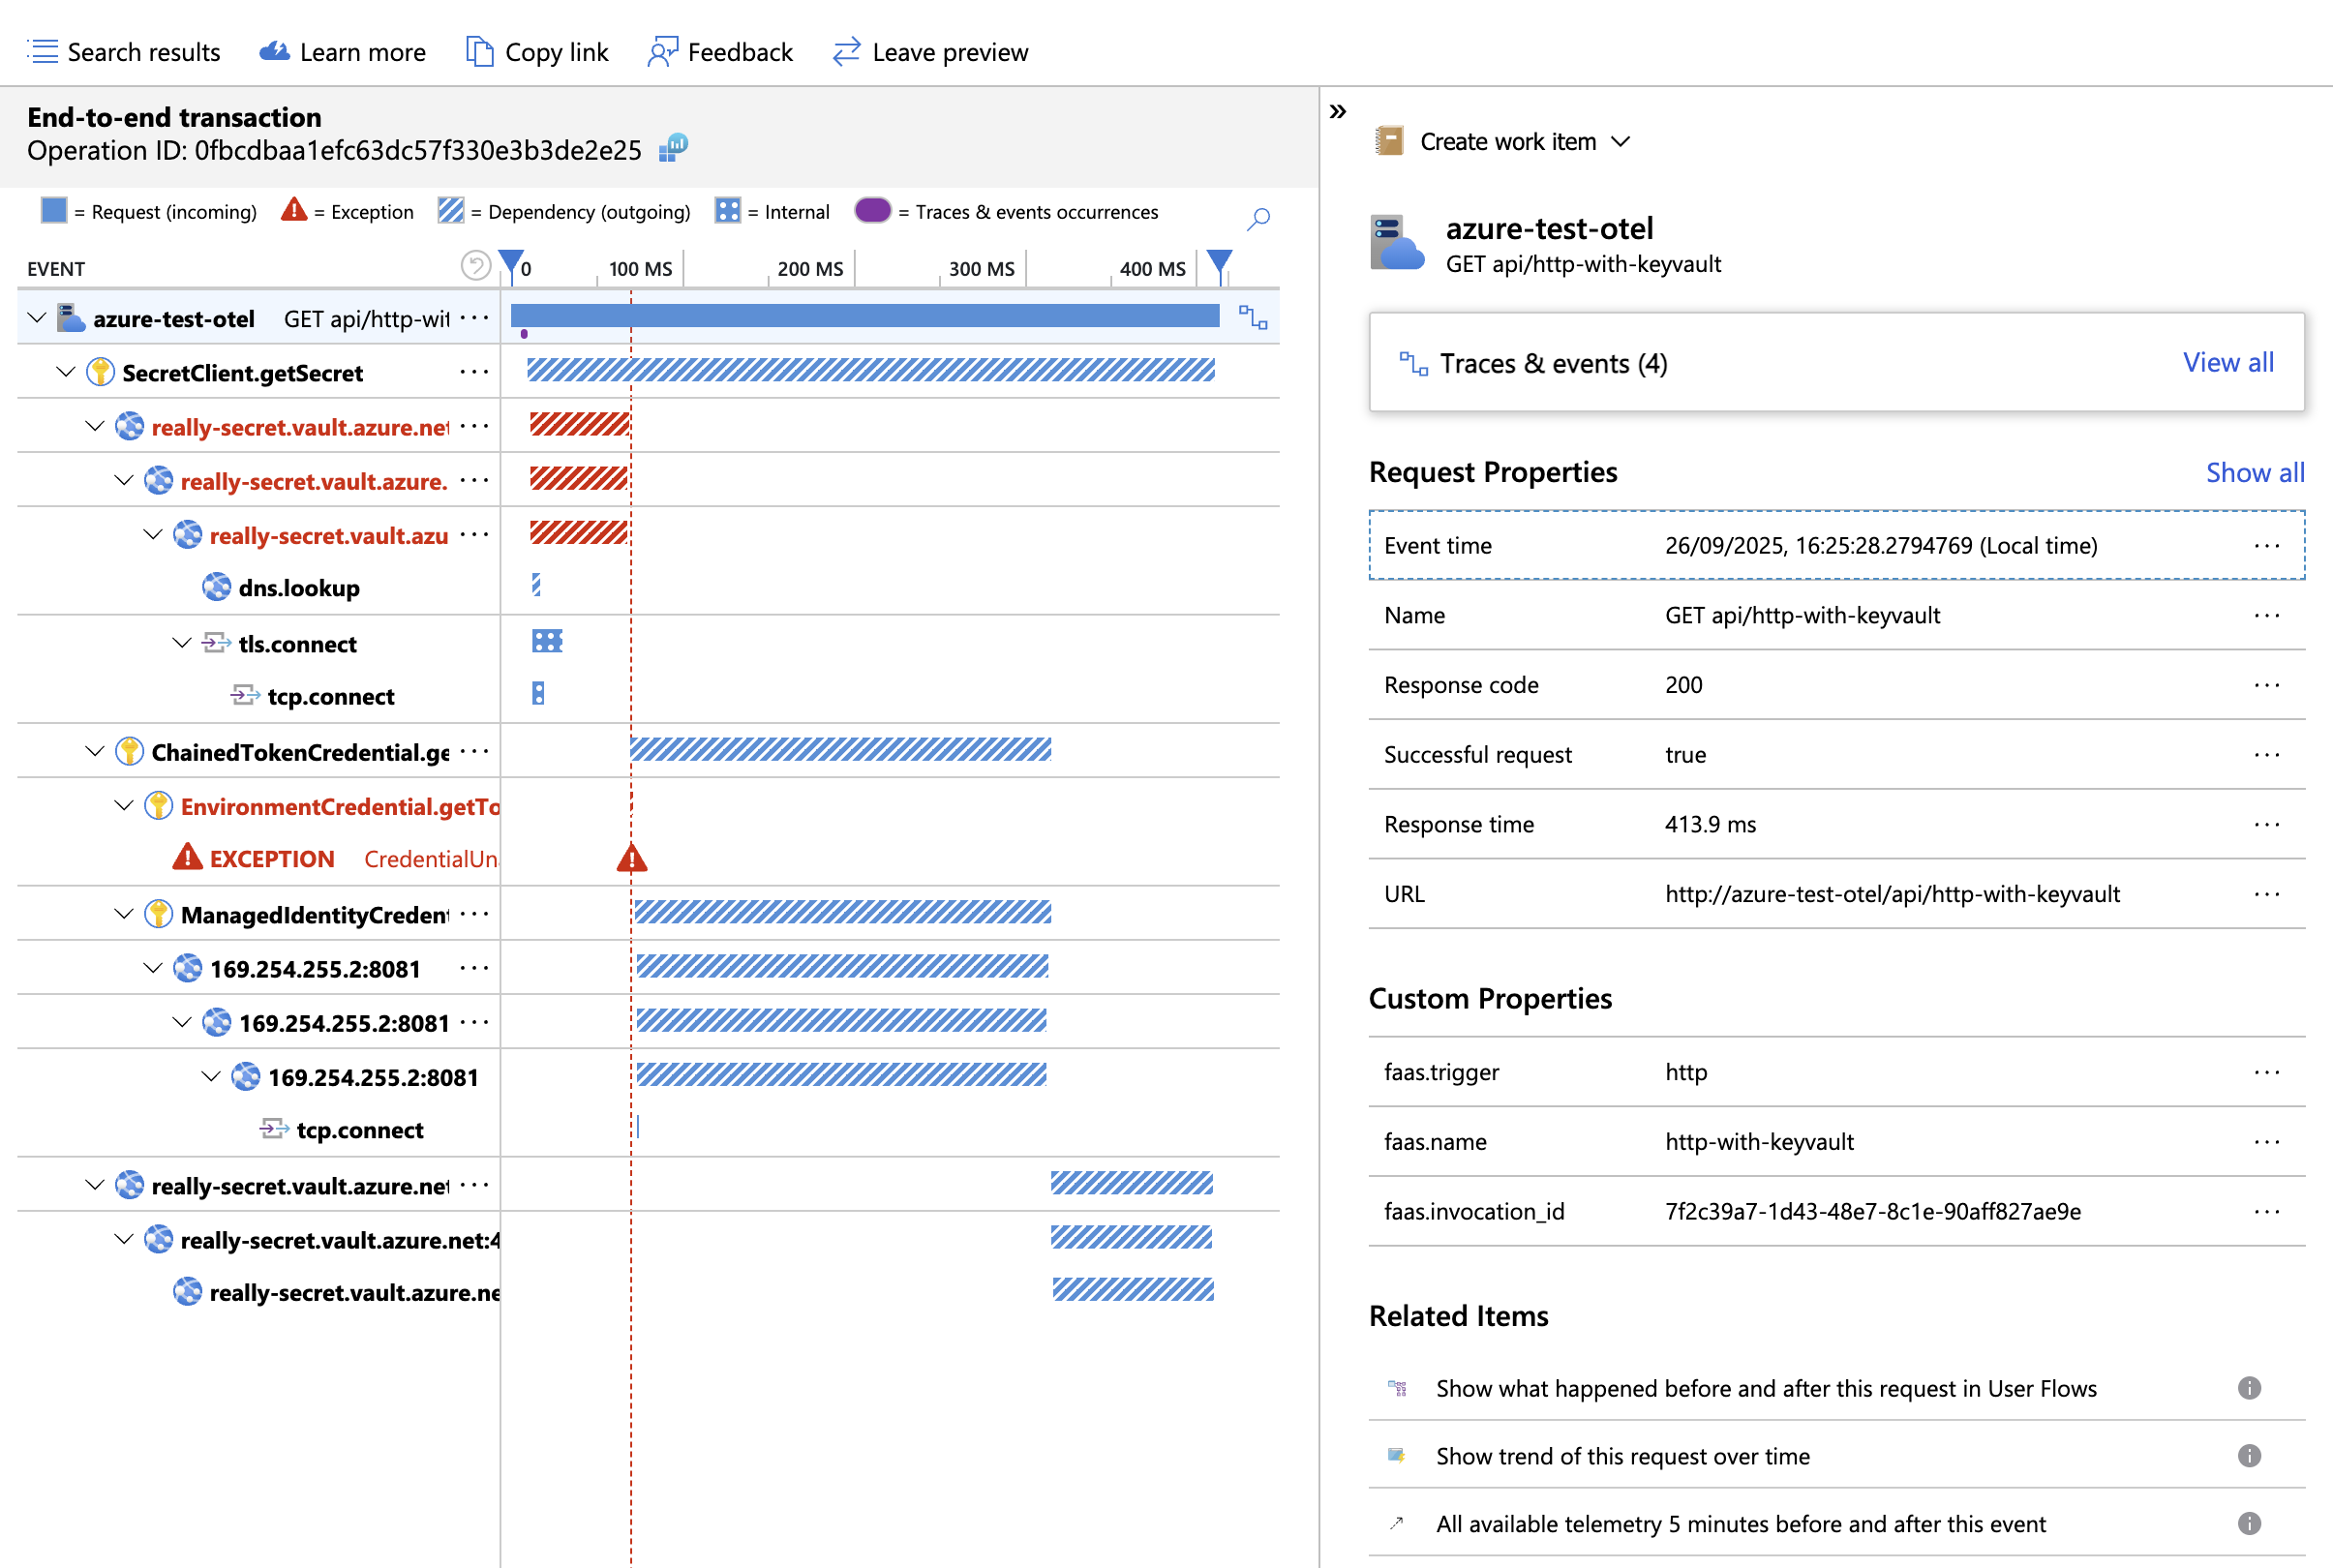 Search results Learn more Copy link Feedback Leave preview
End-to-end transaction
Operation ID: 0fbcdbaa1efc63dc57f330e3b3de2e25
= Request (incoming) = Exception = Dependency (outgoing) = Internal = Traces & events occurrences
EVENT 0 100 MS 200 MS 300 MS 400 MS
azure-test-otel GET api/http-wit ···
SecretClient.getSecret ···
really-secret.vault.azure.net ···
really-secret.vault.azure. ···
really-secret.vault.azu ···
dns.lookup
tls.connect
tcp.connect
ChainedTokenCredential.ge ···
EnvironmentCredential.getTo
EXCEPTION CredentialUna
ManagedIdentityCredent ···
169.254.255.2:8081 ···
169.254.255.2:8081 ···
169.254.255.2:8081
tcp.connect
really-secret.vault.azure.net ···
really-secret.vault.azure.net:4
really-secret.vault.azure.ne
»
Create work item
azure-test-otel
GET api/http-with-keyvault
Traces & events (4) View all
Request Properties Show all
Event time 26/09/2025, 16:25:28.2794769 (Local time) ···
Name GET api/http-with-keyvault ···
Response code 200 ···
Successful request true ···
Response time 413.9 ms ···
URL http://azure-test-otel/api/http-with-keyvault ···
Custom Properties
faas.trigger http ···
faas.name http-with-keyvault ···
faas.invocation_id 7f2c39a7-1d43-48e7-8c1e-90aff827ae9e ···
Related Items
Show what happened before and after this request in User Flows
Show trend of this request over time
All available telemetry 5 minutes before and after this event